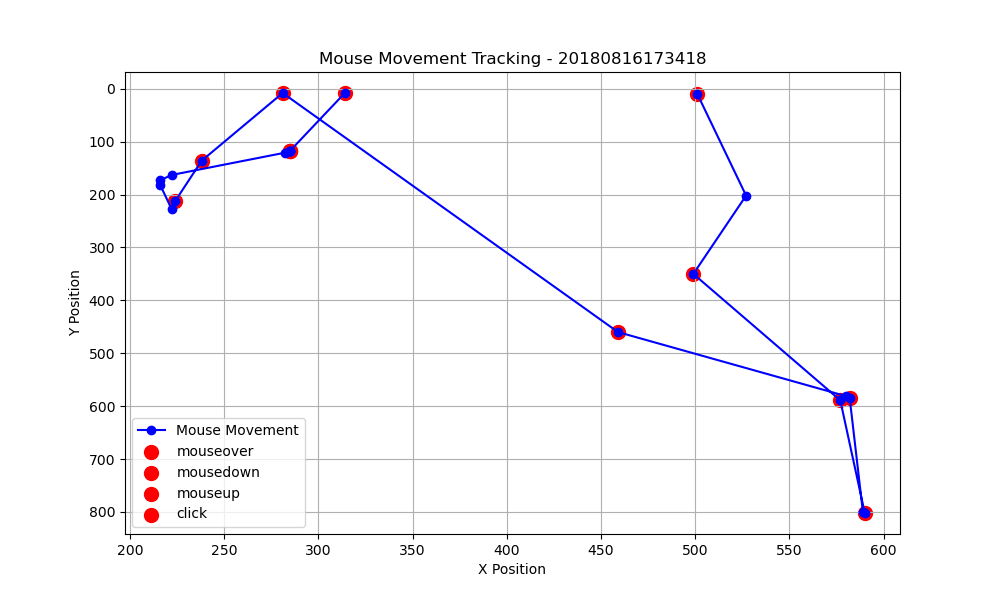 Mouse Movement Tracking - 20180816173418
0
100
200
300
400
500
600
700
800
Y Position
Mouse Movement
mouseover
mousedown
mouseup
click
200 250 300 350 400 450 500 550 600
X Position